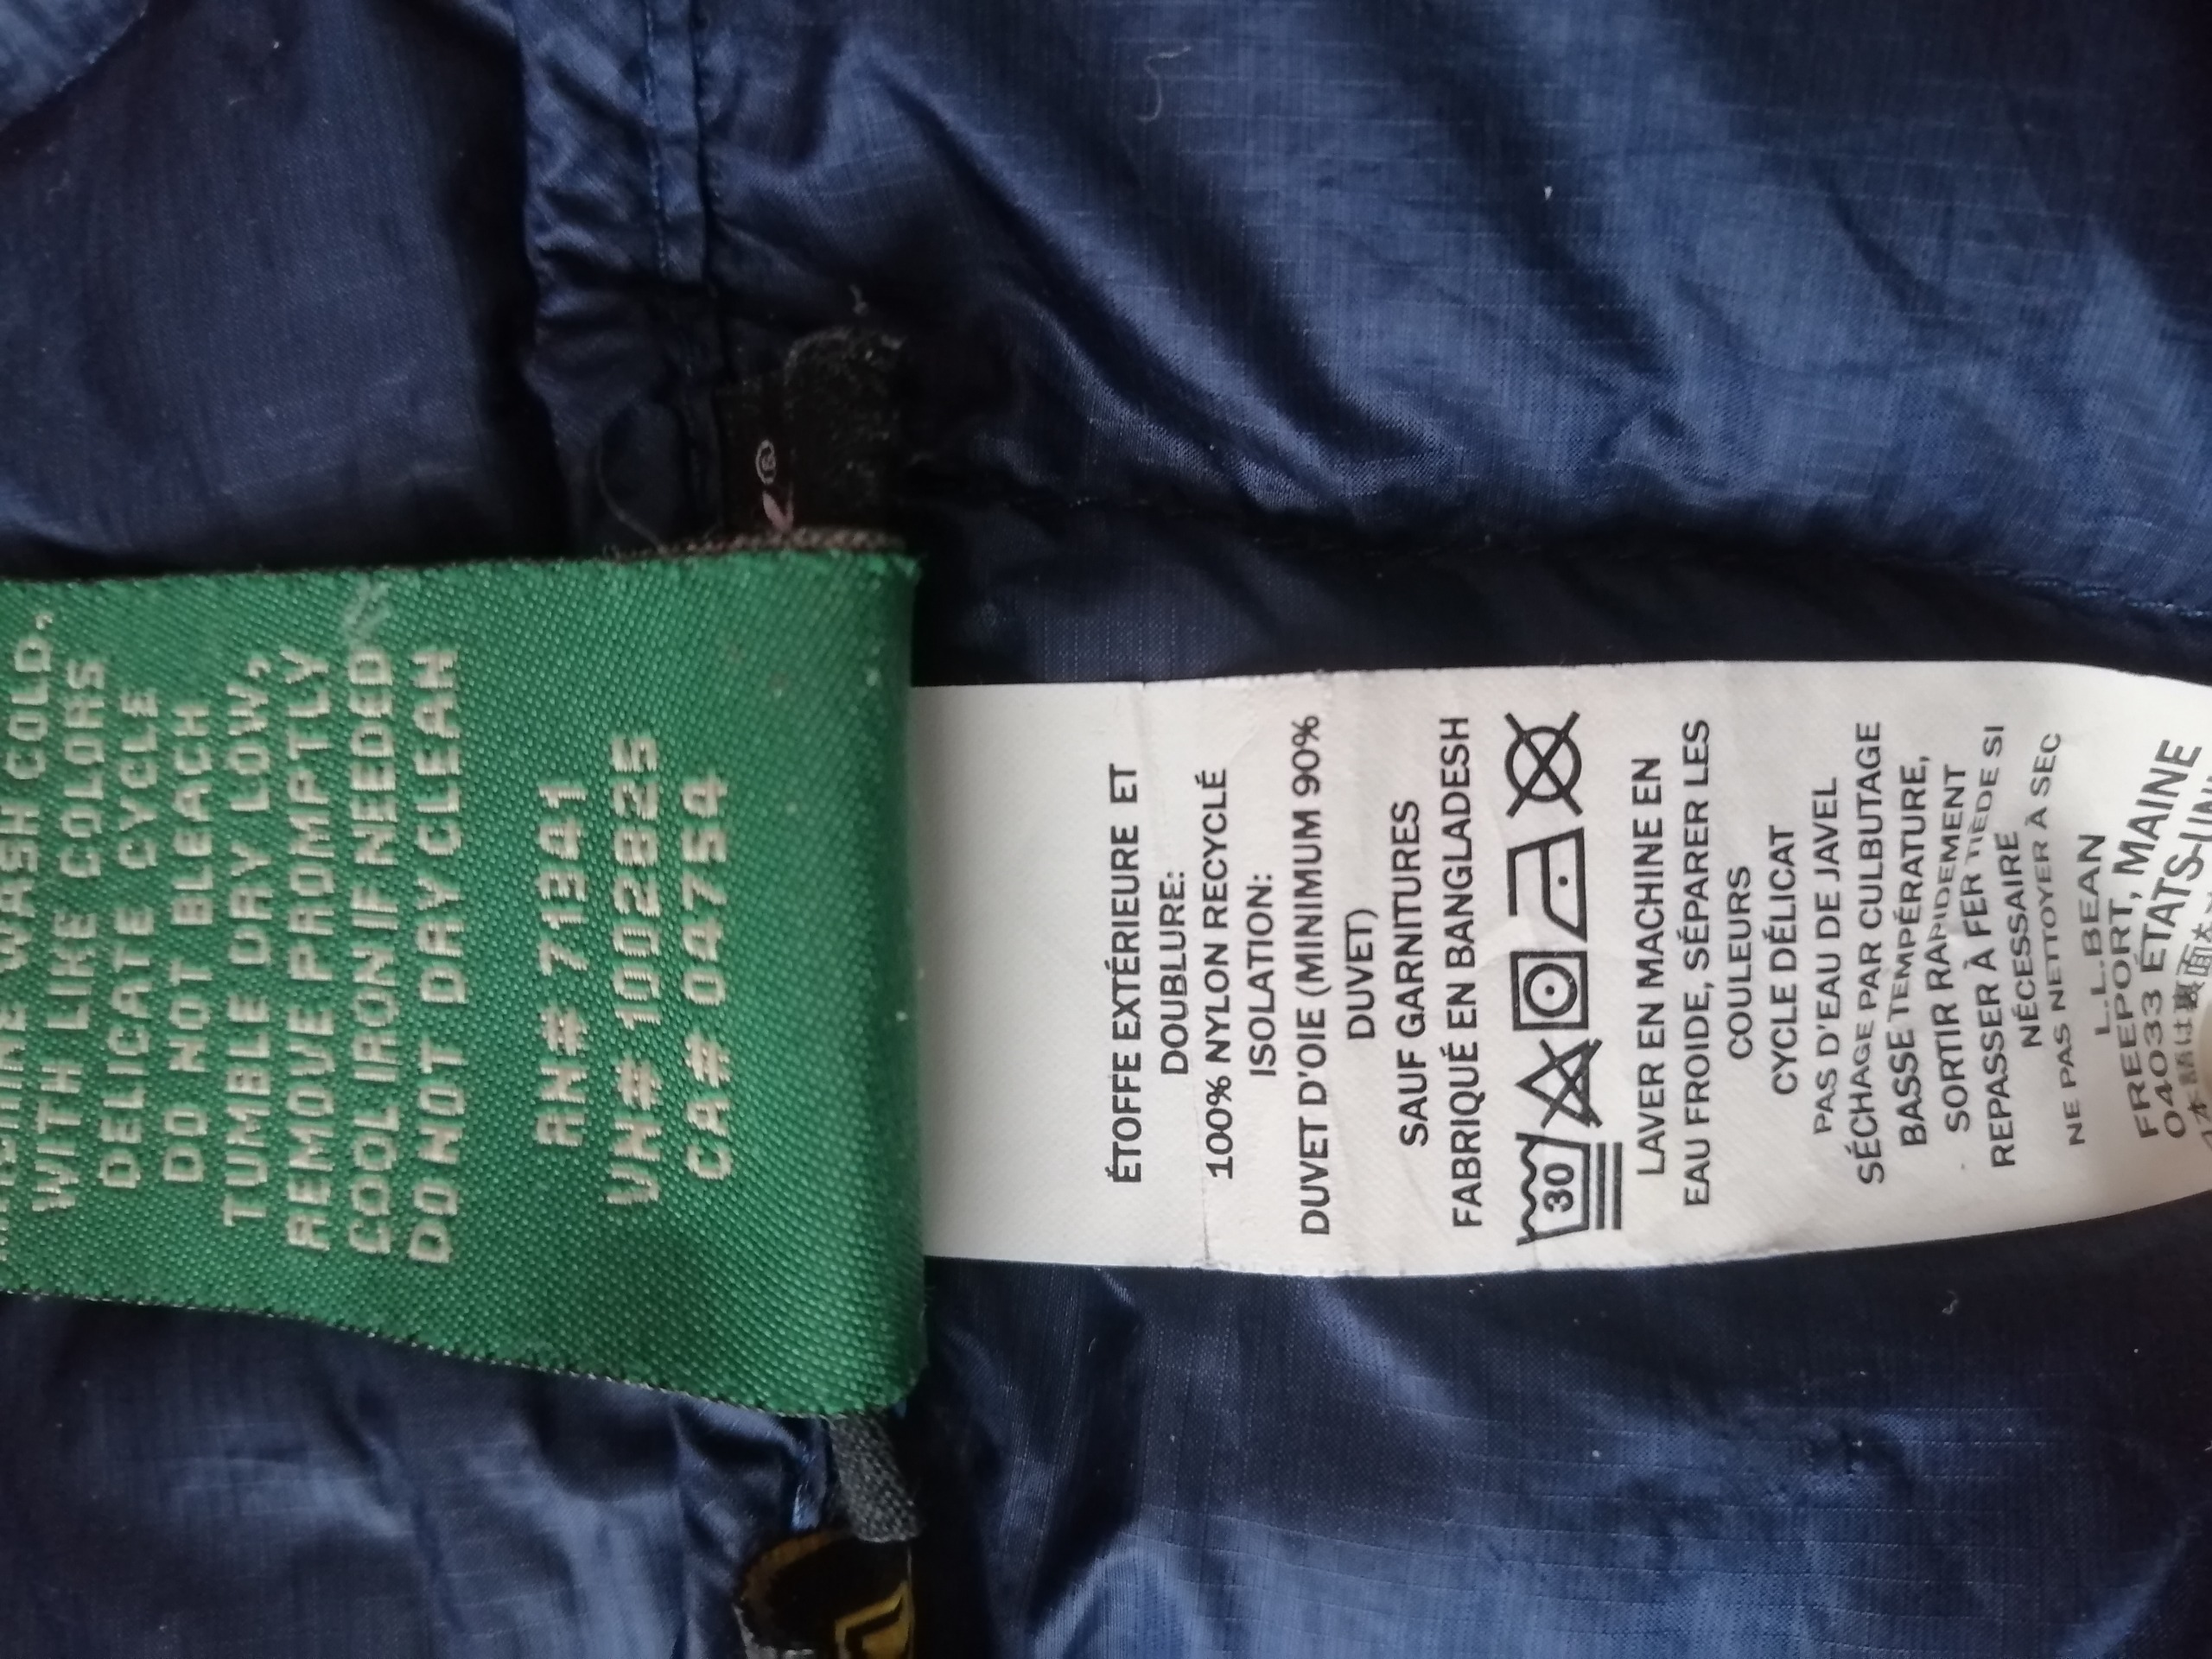 WASH COLD,
WITH LIKE COLORS
DELICATE CYCLE
DO NOT BLEACH
TUMBLE DRY LOW,
REMOVE PROMPTLY
COOL IRON IF NEEDED
DO NOT DRY CLEAN
RN# 71341
VN# 1002825
CA# 04754
ÉTOFFE EXTÉRIEURE ET
DOUBLURE:
100% NYLON RECYCLÉ
ISOLATION:
DUVET D'OIE (MINIMUM 90%
DUVET)
SAUF GARNITURES
FABRIQUÉ EN BANGLADESH
30
LAVER EN MACHINE EN
EAU FROIDE, SÉPARER LES
COULEURS
CYCLE DÉLICAT
PAS D'EAU DE JAVEL
SÉCHAGE PAR CULBUTAGE
BASSE TEMPÉRATURE,
SORTIR RAPIDEMENT
REPASSER À FER TIÈDE SI
NÉCESSAIRE
NE PAS NETTOYER À SEC
L.L.BEAN
FREEPORT, MAINE
04033 ÉTATS-UN